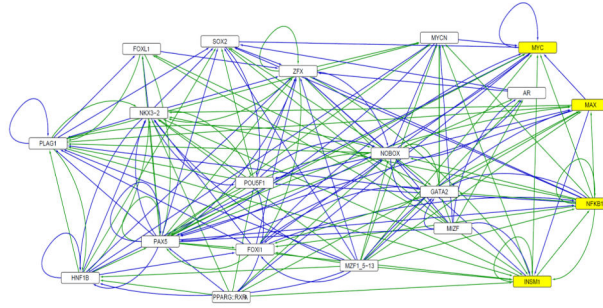 SOX2
MYCN
FOXL1
MYC
ZFX
AR
MAX
NKX3-2
PLAG1
NOBOX
POU5F1
GATA2
NFKB1
MIZF
PAX5
FOXI1
MZF1_5-13
HNF1B
INSM1
PPARG::RXRA